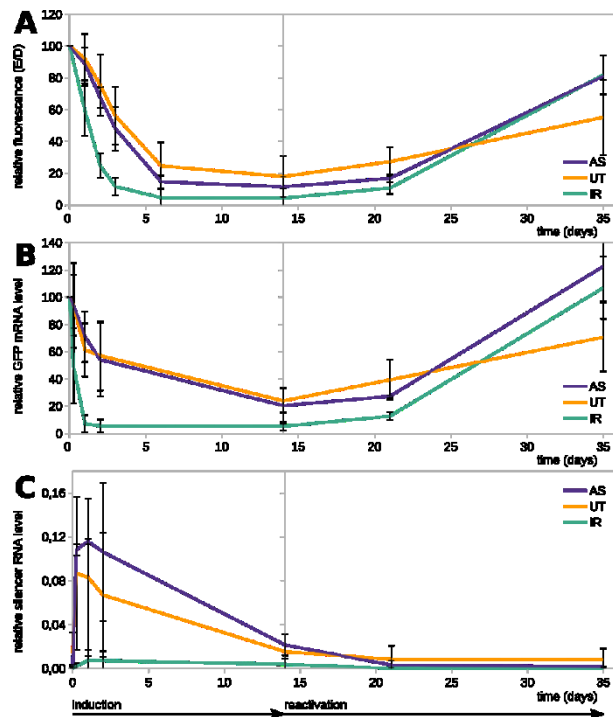 A
relative fluorescence (E/D)
120
100
80
60
40
20
0
0 5 10 15 20 25 30 35
time (days)
AS
UT
IR
B
relative GFP mRNA level
140
120
100
80
60
40
20
0
0 5 10 15 20 25 30 35
time (days)
AS
UT
IR
C
relative silencer RNA level
0,16
0,12
0,08
0,04
0,00
0 5 10 15 20 25 30 35
time (days)
AS
UT
IR
induction reactivation